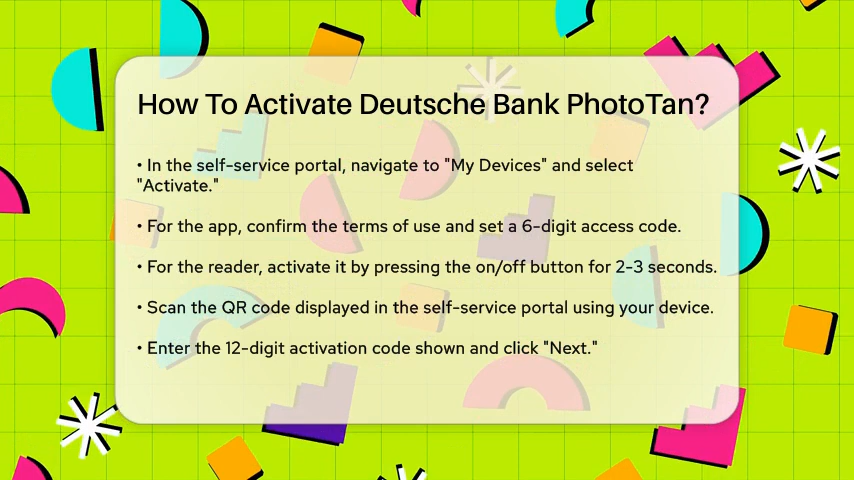 How To Activate Deutsche Bank PhotoTan?
• In the self-service portal, navigate to "My Devices" and select
"Activate."
• For the app, confirm the terms of use and set a 6-digit access code.
• For the reader, activate it by pressing the on/off button for 2-3 seconds.
• Scan the QR code displayed in the self-service portal using your device.
• Enter the 12-digit activation code shown and click "Next."